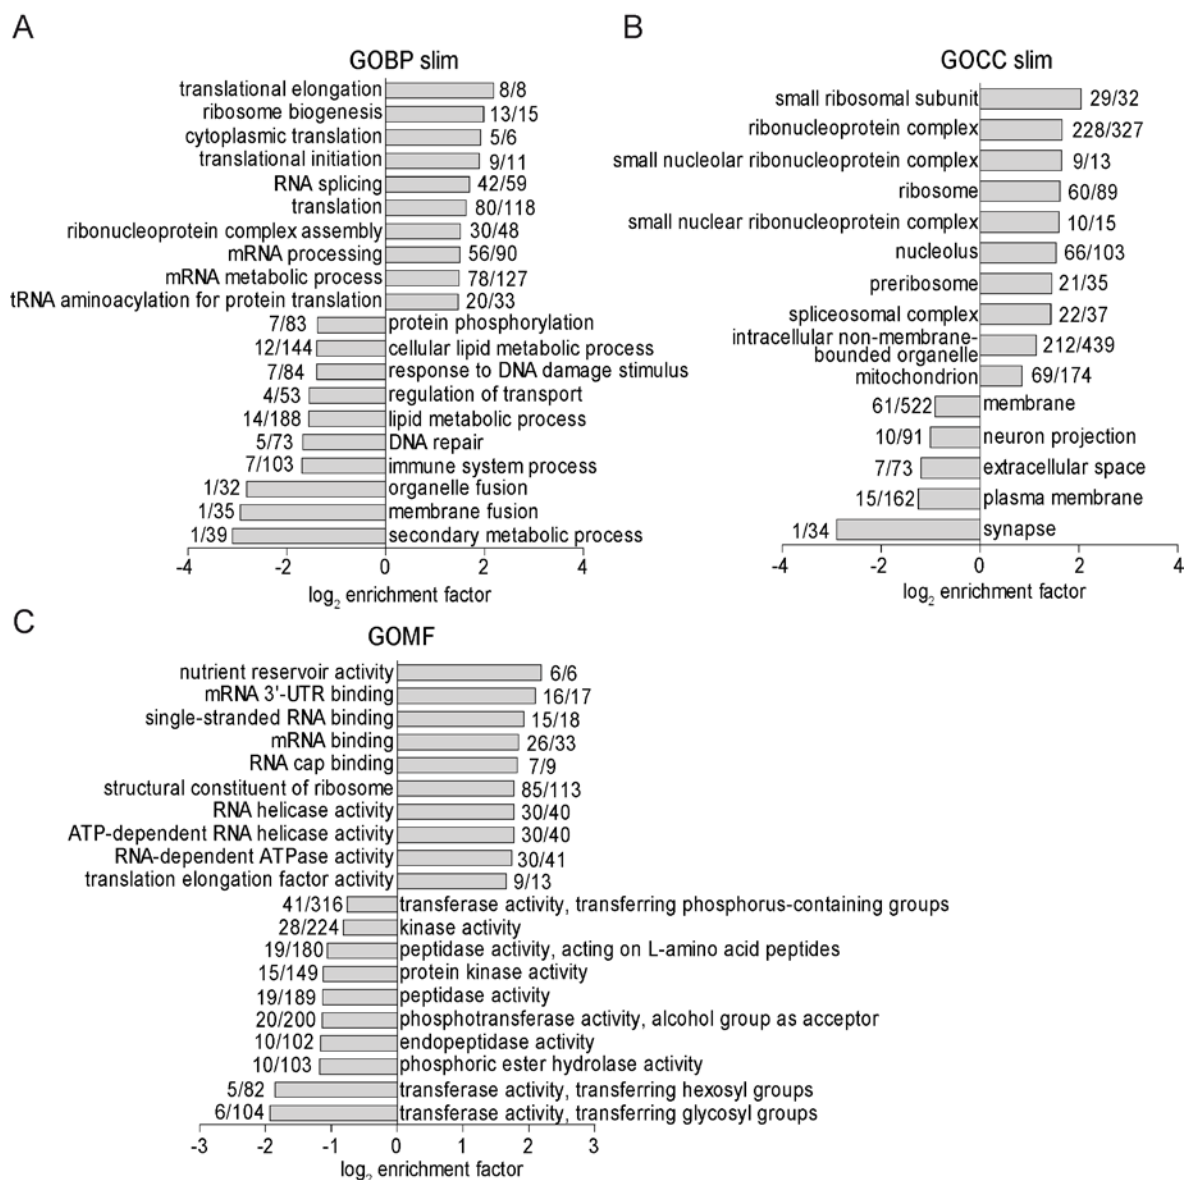 A
GOBP slim
translational elongation 8/8
ribosome biogenesis 13/15
cytoplasmic translation 5/6
translational initiation 9/11
RNA splicing 42/59
translation 80/118
ribonucleoprotein complex assembly 30/48
mRNA processing 56/90
mRNA metabolic process 78/127
tRNA aminoacylation for protein translation 20/33
7/83 protein phosphorylation
12/144 cellular lipid metabolic process
7/84 response to DNA damage stimulus
4/53 regulation of transport
14/188 lipid metabolic process
5/73 DNA repair
7/103 immune system process
1/32 organelle fusion
1/35 membrane fusion
1/39 secondary metabolic process
-4 -2 0 2 4
log2 enrichment factor
B
GOCC slim
small ribosomal subunit 29/32
ribonucleoprotein complex 228/327
small nucleolar ribonucleoprotein complex 9/13
ribosome 60/89
small nuclear ribonucleoprotein complex 10/15
nucleolus 66/103
preribosome 21/35
spliceosomal complex 22/37
intracellular non-membrane-
bounded organelle 212/439
mitochondrion 69/174
61/522 membrane
10/91 neuron projection
7/73 extracellular space
15/162 plasma membrane
1/34 synapse
-4 -2 0 2 4
log2 enrichment factor
C
GOMF
nutrient reservoir activity 6/6
mRNA 3'-UTR binding 16/17
single-stranded RNA binding 15/18
mRNA binding 26/33
RNA cap binding 7/9
structural constituent of ribosome 85/113
RNA helicase activity 30/40
ATP-dependent RNA helicase activity 30/40
RNA-dependent ATPase activity 30/41
translation elongation factor activity 9/13
41/316 transferase activity, transferring phosphorus-containing groups
28/224 kinase activity
19/180 peptidase activity, acting on L-amino acid peptides
15/149 protein kinase activity
19/189 peptidase activity
20/200 phosphotransferase activity, alcohol group as acceptor
10/102 endopeptidase activity
10/103 phosphoric ester hydrolase activity
5/82 transferase activity, transferring hexosyl groups
6/104 transferase activity, transferring glycosyl groups
-3 -2 -1 0 1 2 3
log2 enrichment factor